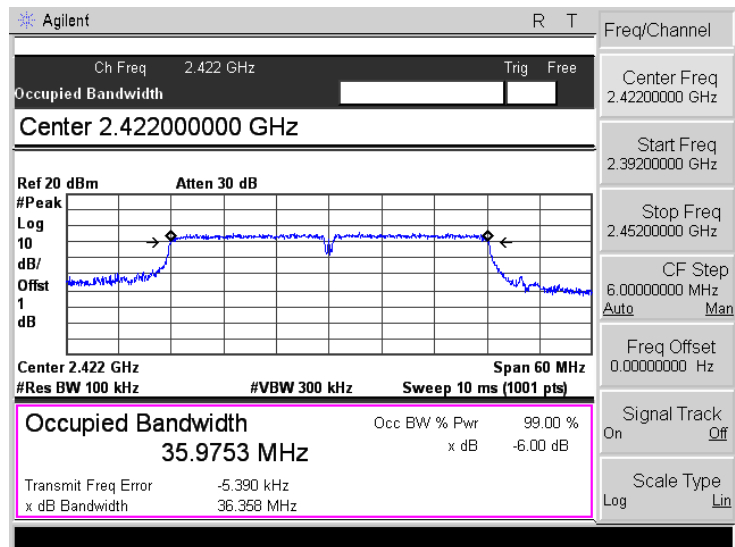 Agilent R T
Freq/Channel
Ch Freq 2.422 GHz Trig Free
Occupied Bandwidth
Center 2.422000000 GHz
Ref 20 dBm Atten 30 dB
#Peak
Log
10
dB/
Offst
1
dB
Center 2.422 GHz Span 60 MHz
#Res BW 100 kHz #VBW 300 kHz Sweep 10 ms (1001 pts)
Occupied Bandwidth
35.9753 MHz
Occ BW % Pwr 99.00 %
x dB -6.00 dB
Transmit Freq Error -5.390 kHz
x dB Bandwidth 36.358 MHz
Center Freq
2.42200000 GHz
Start Freq
2.39200000 GHz
Stop Freq
2.45200000 GHz
CF Step
6.00000000 MHz
Auto Man
Freq Offset
0.00000000 Hz
Signal Track
On Off
Scale Type
Log Lin